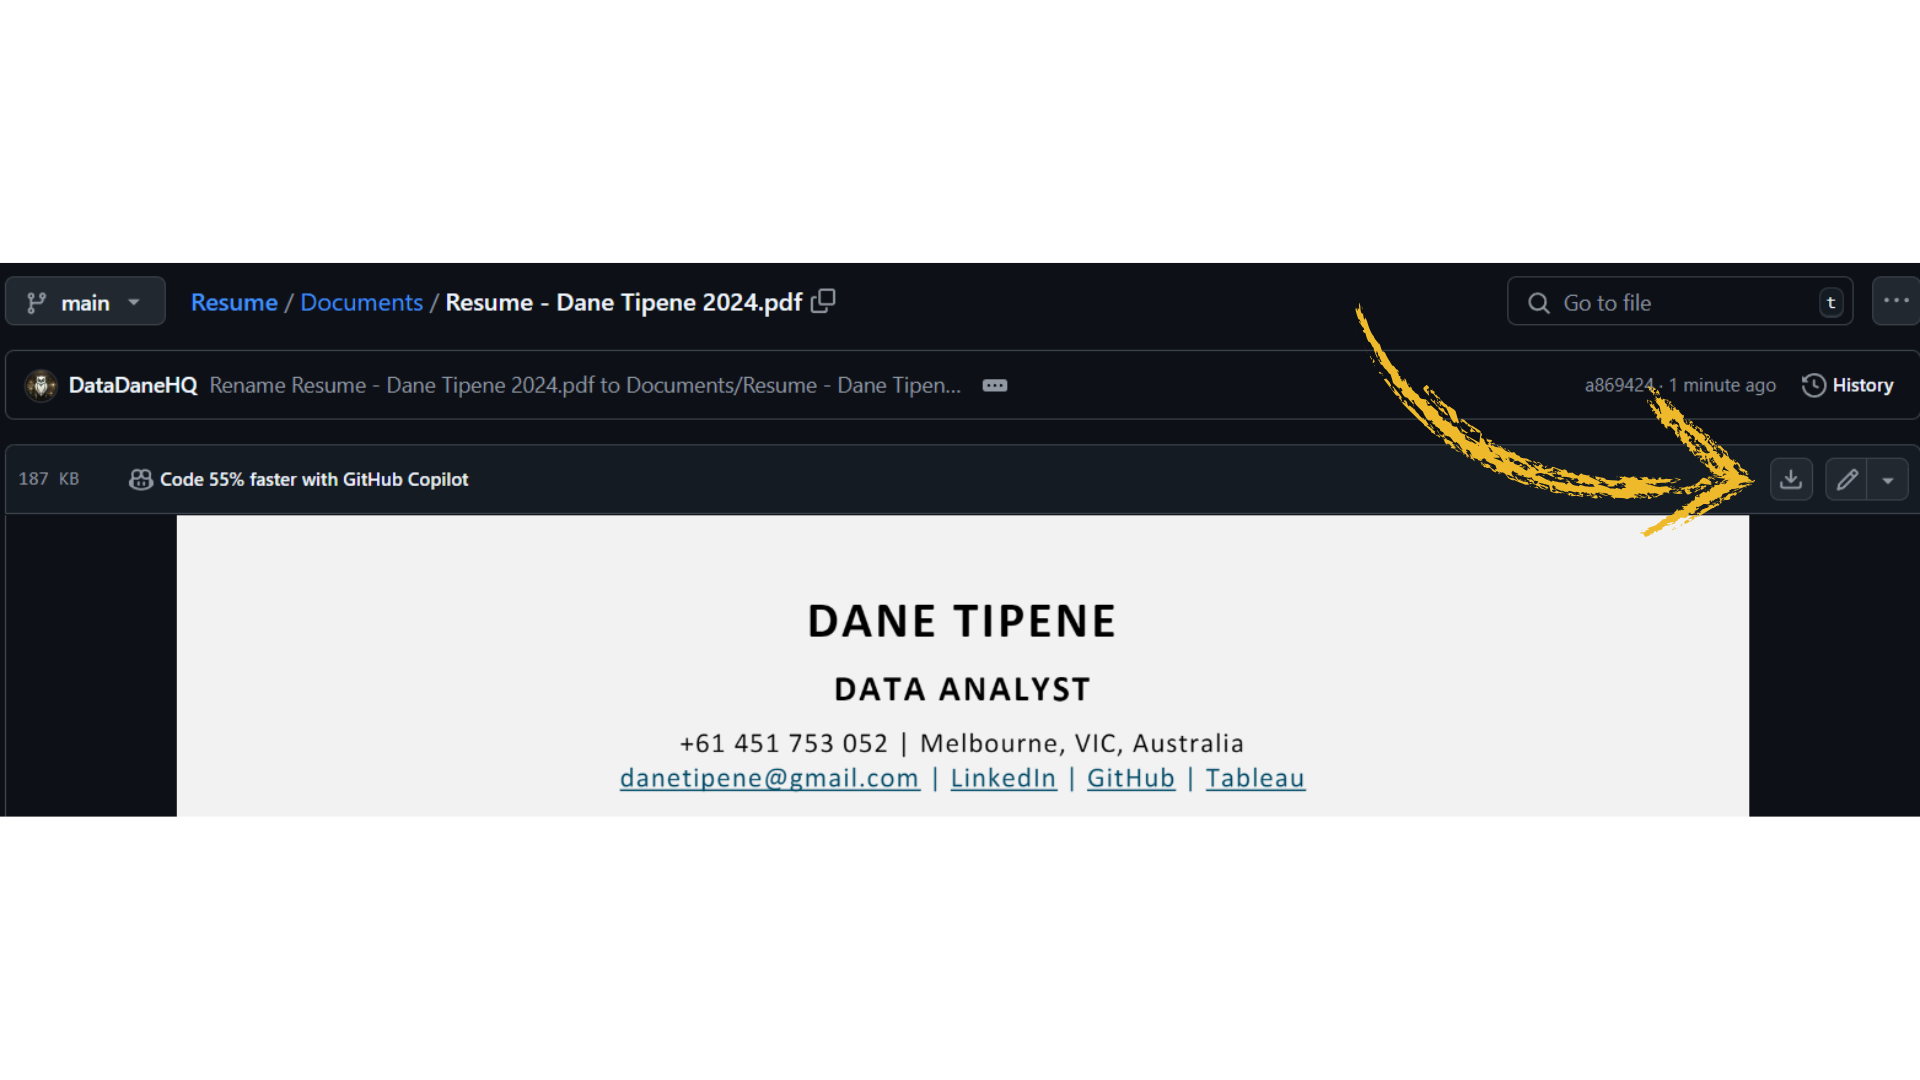 main
Resume / Documents / Resume - Dane Tipene 2024.pdf
Go to file
t
DataDaneHQ Rename Resume - Dane Tipene 2024.pdf to Documents/Resume - Dane Tipen...
a869424 · 1 minute ago
History
187 KB
Code 55% faster with GitHub Copilot
DANE TIPENE
DATA ANALYST
+61 451 753 052 | Melbourne, VIC, Australia
danetipene@gmail.com | LinkedIn | GitHub | Tableau